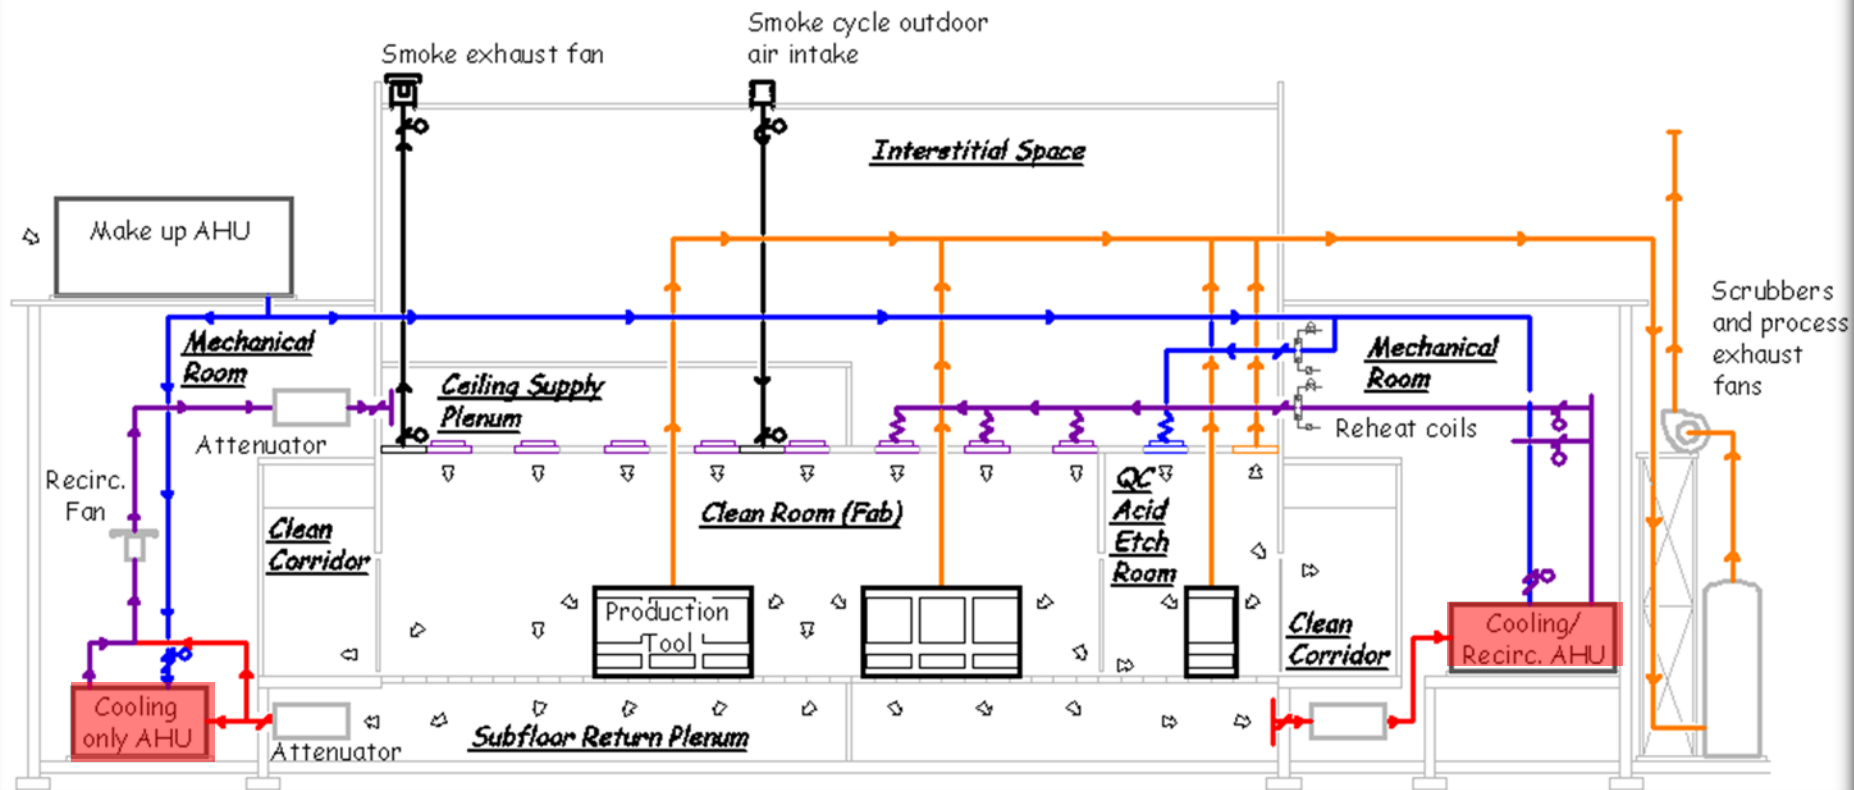 Smoke exhaust fan
Smoke cycle outdoor
air intake
Interstitial Space
Make up AHU
Scrubbers
and process
exhaust
fans
Mechanical
Room
Mechanical
Room
Ceiling Supply
Plenum
Attenuator
Reheat coils
Recirc.
Fan
Clean Room (Fab)
QC
Acid
Etch
Room
Clean
Corridor
Production
Tool
Clean
Corridor
Cooling/
Recirc. AHU
Cooling
only AHU
Attenuator
Subfloor Return Plenum